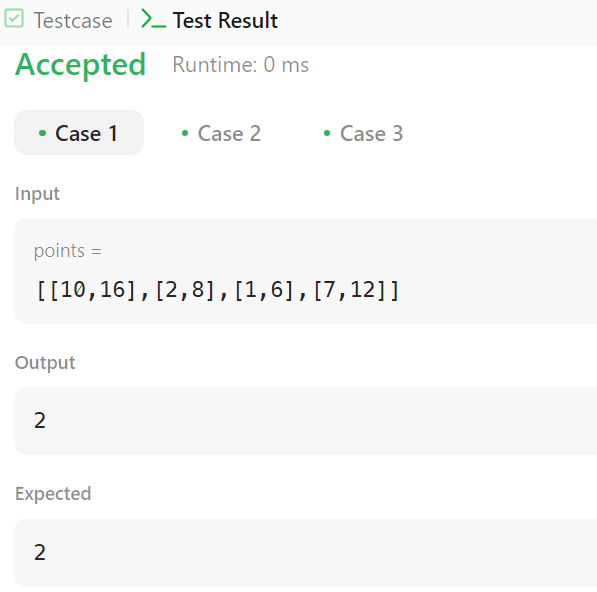 Testcase Test Result
Accepted Runtime: 0 ms
Case 1 Case 2 Case 3
Input
points =
[[10,16],[2,8],[1,6],[7,12]]
Output
2
Expected
2